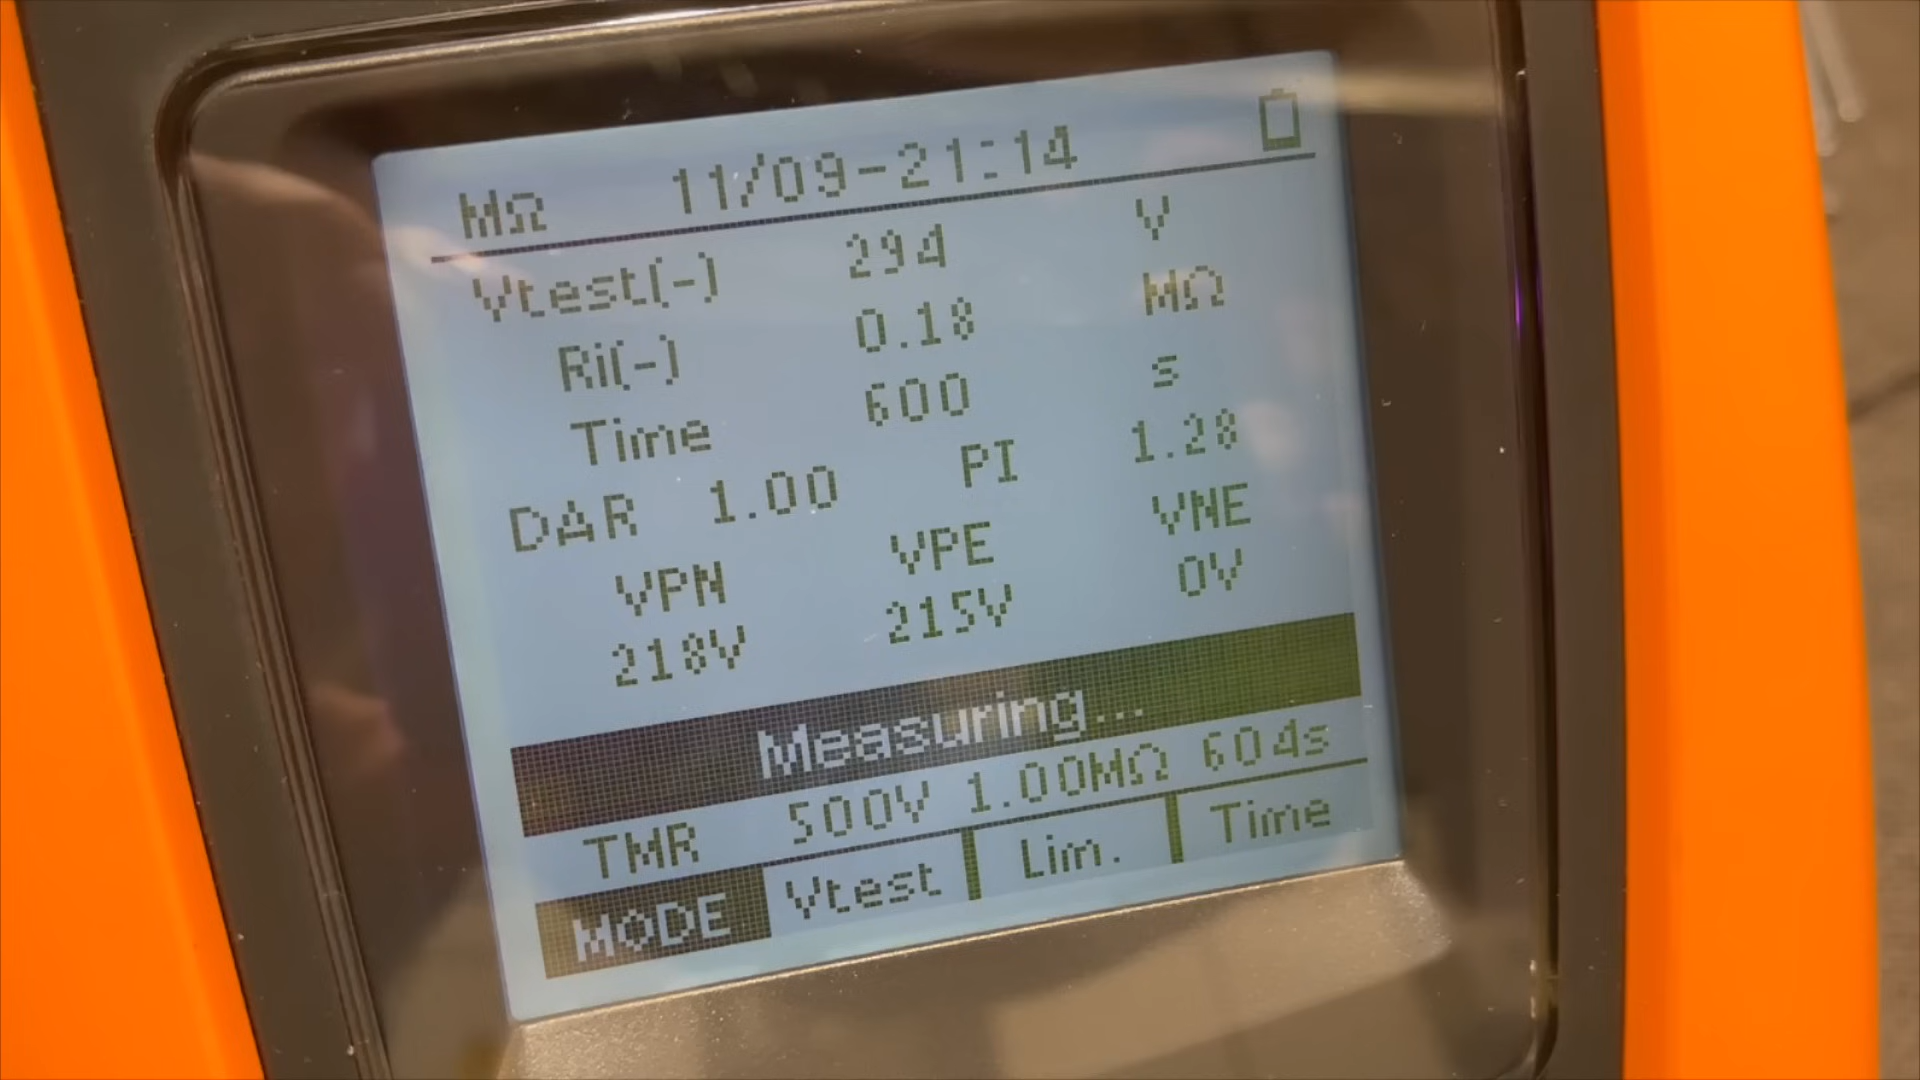 MΩ 11/09-21:14
Vtest(-) 294 V
Ri(-) 0.18 MΩ
Time 600 s
DAR 1.00 PI 1.28
VPN VPE VNE
218V 215V 0V
Measuring...
TMR 500V 1.00MΩ 604s
MODE Vtest Lim. Time